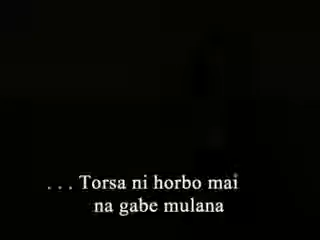 . . . Torsa ni horbo mai
na gabe mulana